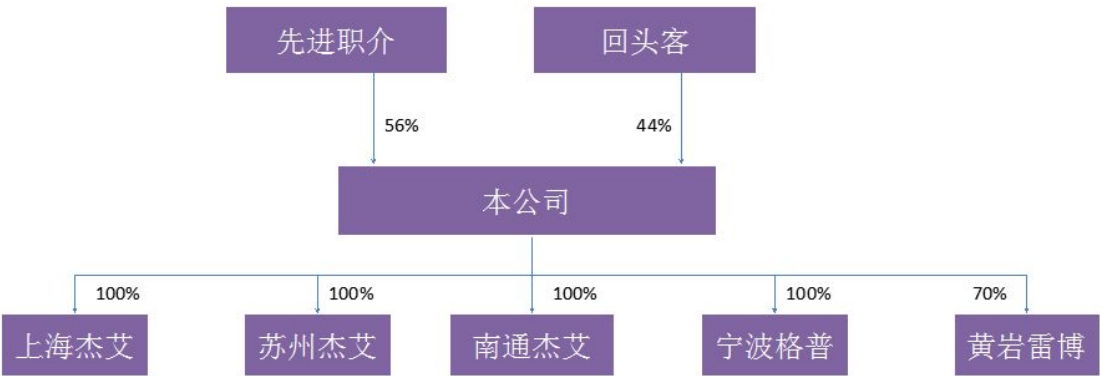 先进职介
回头客
56%
44%
本公司
100%
100%
100%
100%
70%
上海杰艾
苏州杰艾
南通杰艾
宁波格普
黄岩雷博